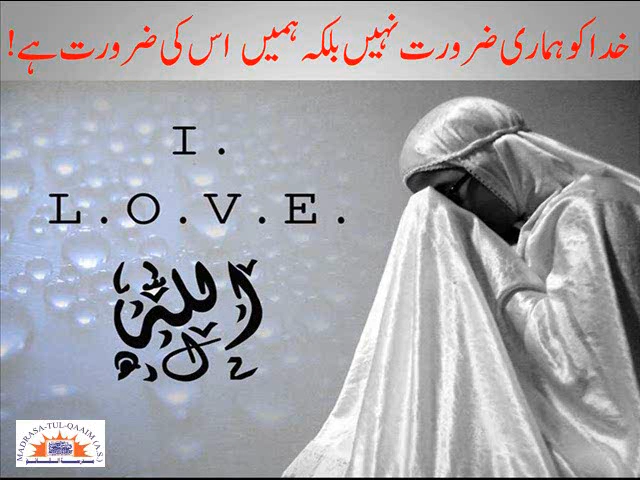 خدا کو ہماری ضرورت نہیں بلکہ ہمیں اس کی ضرورت ہے!
I.
L.O.V.E.
الله
MADRASA-TUL-QAAIM (A.S.)